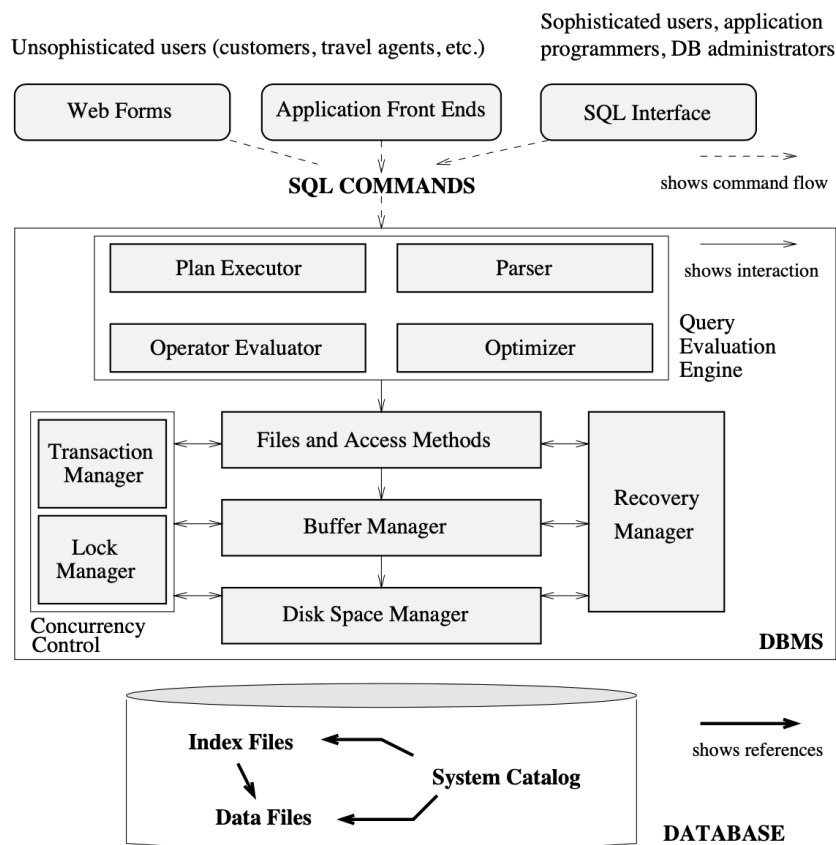 Unsophisticated users (customers, travel agents, etc.)
Sophisticated users, application
programmers, DB administrators
Web Forms
Application Front Ends
SQL Interface
SQL COMMANDS
shows command flow
Plan Executor
Parser
shows interaction
Operator Evaluator
Optimizer
Query
Evaluation
Engine
Files and Access Methods
Transaction
Manager
Recovery
Manager
Buffer Manager
Lock
Manager
Disk Space Manager
Concurrency
Control
DBMS
Index Files
shows references
System Catalog
Data Files
DATABASE